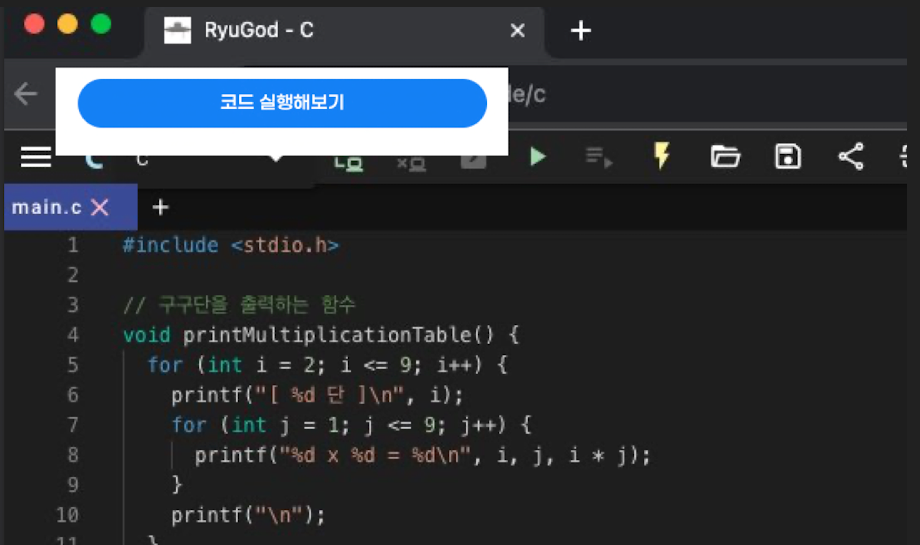 RyuGod - C
코드 실행해보기
de/c
C
main.c
1 #include <stdio.h>
2
3 // 구구단을 출력하는 함수
4 void printMultiplicationTable() {
5 for (int i = 2; i <= 9; i++) {
6 printf("[ %d 단 ]\n", i);
7 for (int j = 1; j <= 9; j++) {
8 printf("%d x %d = %d\n", i, j, i * j);
9 }
10 printf("\n");
11 }